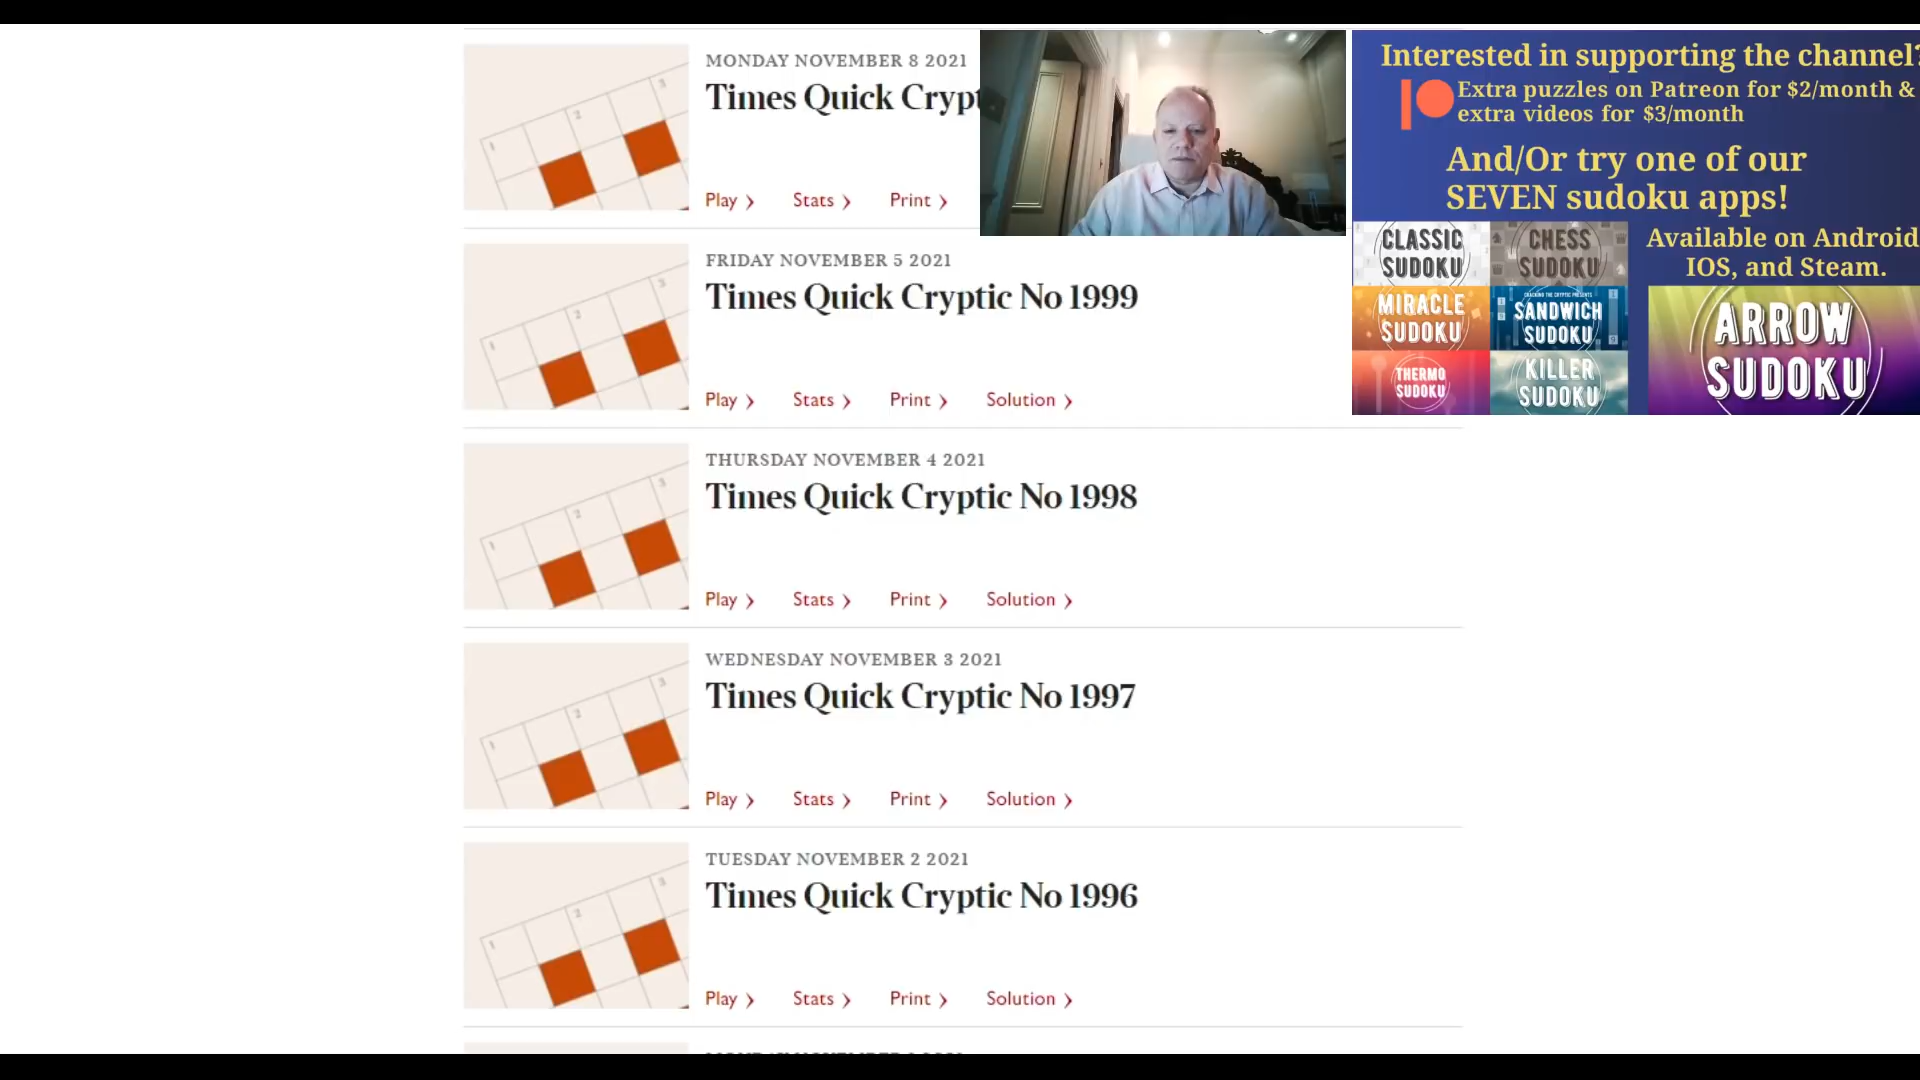 MONDAY NOVEMBER 8 2021
Times Quick Crypt
Play Stats Print
FRIDAY NOVEMBER 5 2021
Times Quick Cryptic No 1999
Play Stats Print Solution
THURSDAY NOVEMBER 4 2021
Times Quick Cryptic No 1998
Play Stats Print Solution
WEDNESDAY NOVEMBER 3 2021
Times Quick Cryptic No 1997
Play Stats Print Solution
TUESDAY NOVEMBER 2 2021
Times Quick Cryptic No 1996
Play Stats Print Solution
Interested in supporting the channel?
Extra puzzles on Patreon for $2/month &
extra videos for $3/month
And/Or try one of our
SEVEN sudoku apps!
Available on Android
IOS, and Steam.
CLASSIC
SUDOKU
CHESS
SUDOKU
MIRACLE
SUDOKU
CRACKING THE CRYPTIC PRESENTS
SANDWICH
SUDOKU
THERMO
SUDOKU
KILLER
SUDOKU
ARROW
SUDOKU